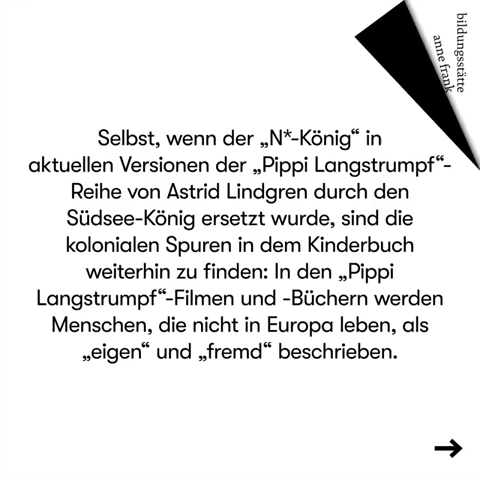 bildungsstätte
anne frank
Selbst, wenn der „N*-König“ in
aktuellen Versionen der „Pippi Langstrumpf“-
Reihe von Astrid Lindgren durch den
Südsee-König ersetzt wurde, sind die
kolonialen Spuren in dem Kinderbuch
weiterhin zu finden: In den „Pippi
Langstrumpf“-Filmen und -Büchern werden
Menschen, die nicht in Europa leben, als
„eigen“ und „fremd“ beschrieben.